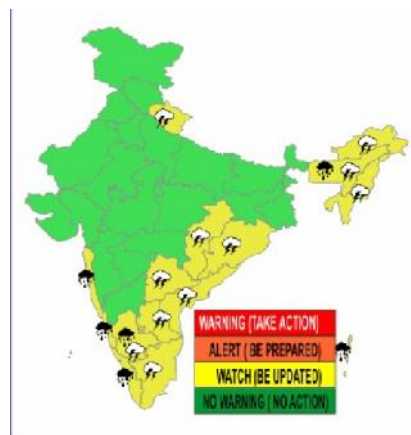 WARNING (TAKE ACTION)
ALERT ( BE PREPARED)
WATCH (BE UPDATED)
NO WARNING ( NO ACTION)